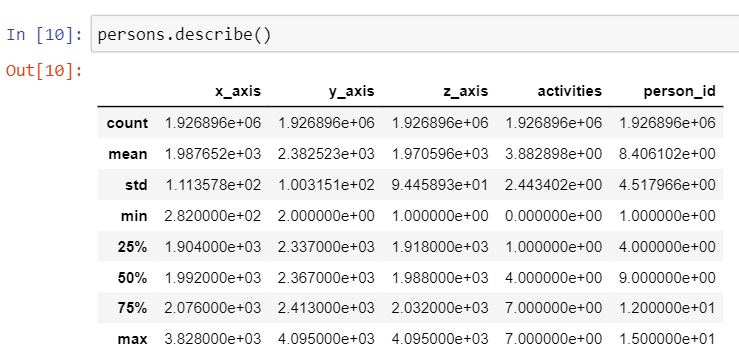 In [10]: persons.describe()
Out[10]:
x_axis y_axis z_axis activities person_id
count 1.926896e+06 1.926896e+06 1.926896e+06 1.926896e+06 1.926896e+06
mean 1.987652e+03 2.382523e+03 1.970596e+03 3.882898e+00 8.406102e+00
std 1.113578e+02 1.003151e+02 9.445893e+01 2.443402e+00 4.517966e+00
min 2.820000e+02 2.000000e+00 1.000000e+00 0.000000e+00 1.000000e+00
25% 1.904000e+03 2.337000e+03 1.918000e+03 1.000000e+00 4.000000e+00
50% 1.992000e+03 2.367000e+03 1.988000e+03 4.000000e+00 9.000000e+00
75% 2.076000e+03 2.413000e+03 2.032000e+03 7.000000e+00 1.200000e+01
max 3.828000e+03 4.095000e+03 4.095000e+03 7.000000e+00 1.500000e+01